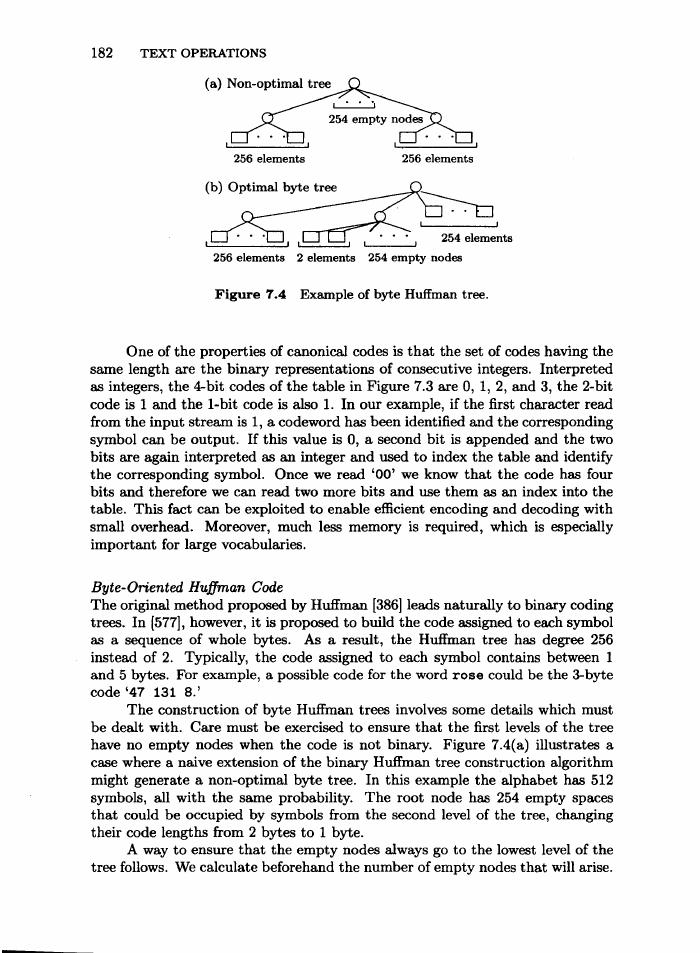 182 TEXT OPERATIONS
(a) Non-optimal tree
254 empty nodes
256 elements 256 elements
(b) Optimal byte tree
254 elements
256 elements 2 elements 254 empty nodes
Figure 7.4 Example of byte Huffman tree.
One of the properties of canonical codes is that the set of codes having the
same length are the binary representations of consecutive integers. Interpreted
as integers, the 4-bit codes of the table in Figure 7.3 are 0, 1, 2, and 3, the 2-bit
code is 1 and the 1-bit code is also 1. In our example, if the first character read
from the input stream is 1, a codeword has been identified and the corresponding
symbol can be output. If this value is 0, a second bit is appended and the two
bits are again interpreted as an integer and used to index the table and identify
the corresponding symbol. Once we read '00' we know that the code has four
bits and therefore we can read two more bits and use them as an index into the
table. This fact can be exploited to enable efficient encoding and decoding with
small overhead. Moreover, much less memory is required, which is especially
important for large vocabularies.
Byte-Oriented Huffman Code
The original method proposed by Huffman [386] leads naturally to binary coding
trees. In [577], however, it is proposed to build the code assigned to each symbol
as a sequence of whole bytes. As a result, the Huffman tree has degree 256
instead of 2. Typically, the code assigned to each symbol contains between 1
and 5 bytes. For example, a possible code for the word rose could be the 3-byte
code '47 131 8.'
The construction of byte Huffman trees involves some details which must
be dealt with. Care must be exercised to ensure that the first levels of the tree
have no empty nodes when the code is not binary. Figure 7.4(a) illustrates a
case where a naive extension of the binary Huffman tree construction algorithm
might generate a non-optimal byte tree. In this example the alphabet has 512
symbols, all with the same probability. The root node has 254 empty spaces
that could be occupied by symbols from the second level of the tree, changing
their code lengths from 2 bytes to 1 byte.
A way to ensure that the empty nodes always go to the lowest level of the
tree follows. We calculate beforehand the number of empty nodes that will arise.